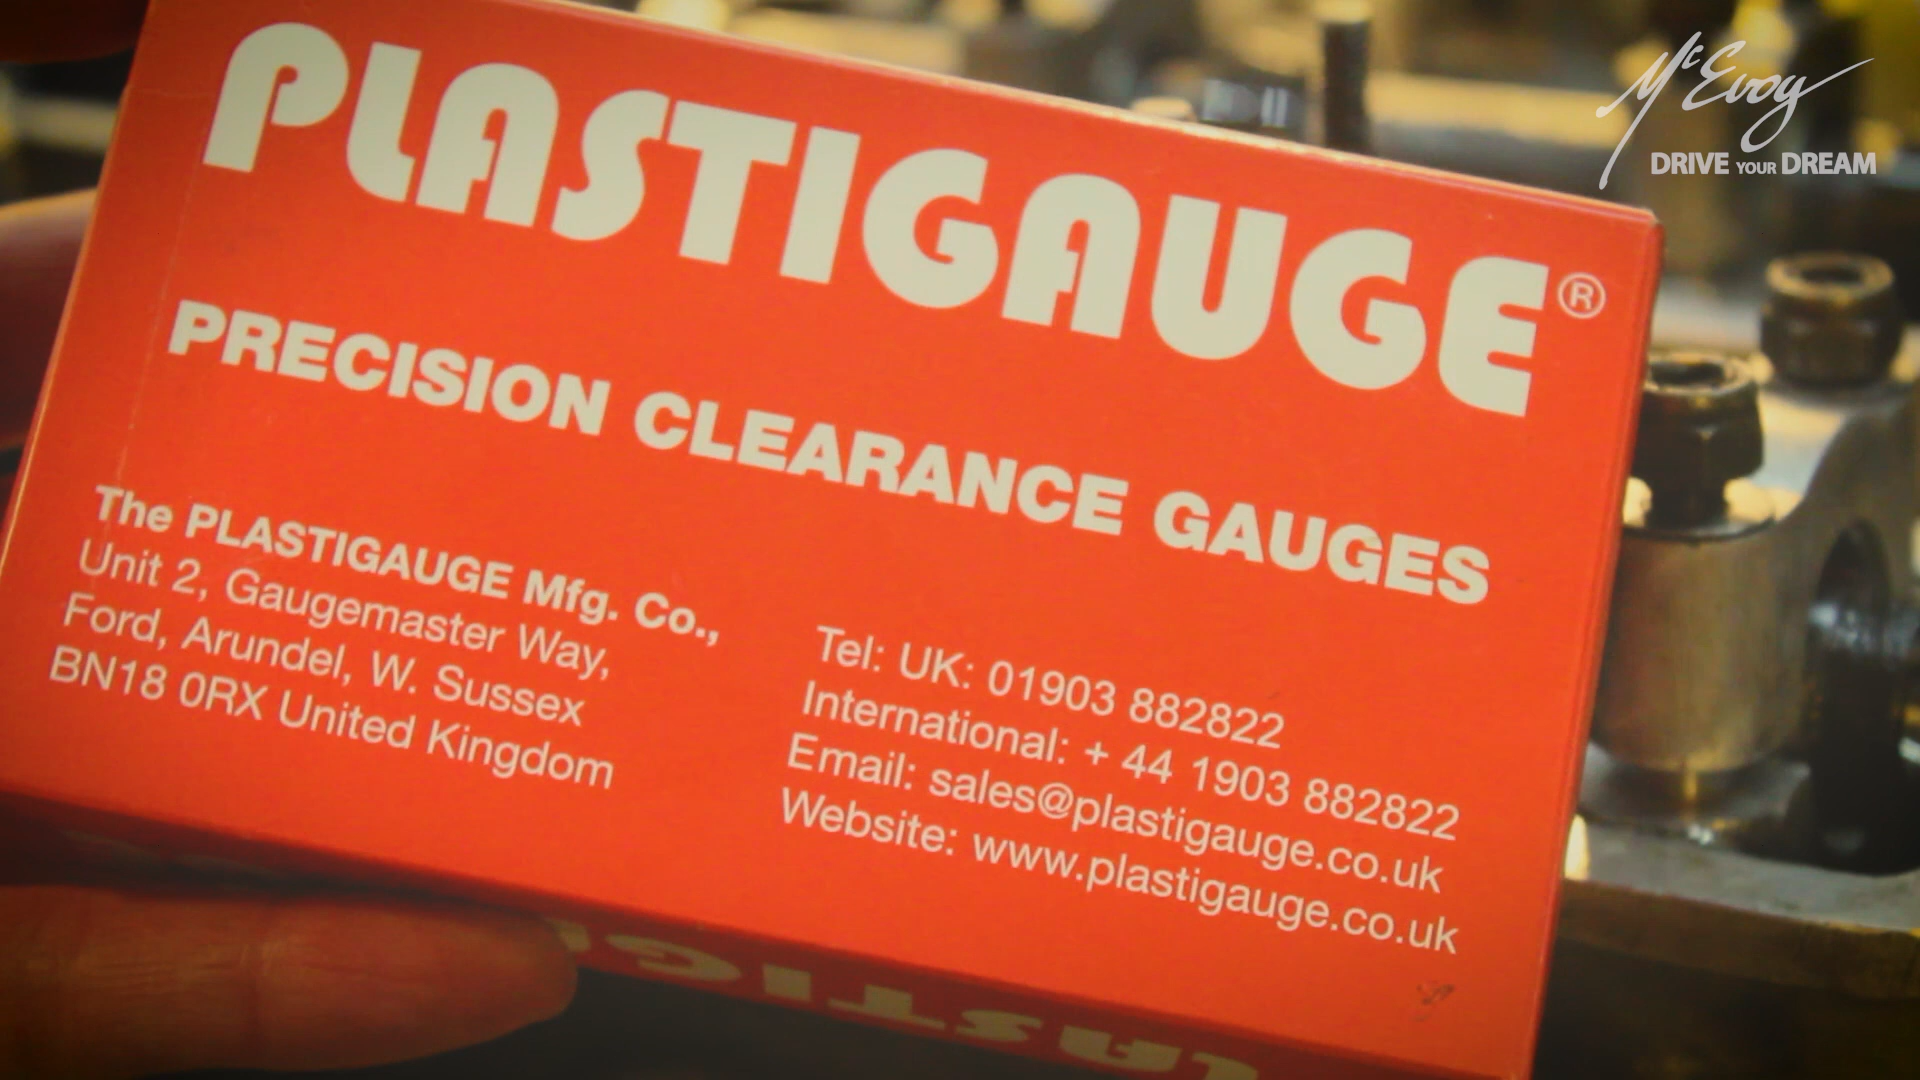 McEvoy
DRIVE YOUR DREAM
PLASTIGAUGE®
PRECISION CLEARANCE GAUGES
The PLASTIGAUGE Mfg. Co.,
Unit 2, Gaugemaster Way,
Ford, Arundel, W. Sussex
BN18 0RX United Kingdom
Tel: UK: 01903 882822
International: + 44 1903 882822
Email: sales@plastigauge.co.uk
Website: www.plastigauge.co.uk